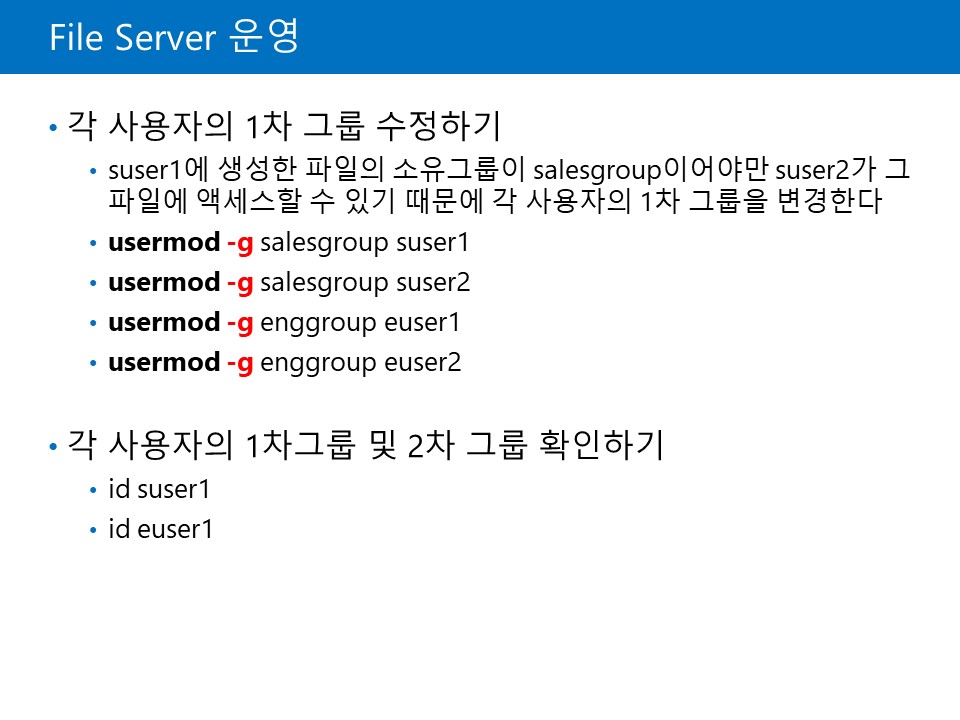 File Server 운영
• 각 사용자의 1차 그룹 수정하기
• suser1에 생성한 파일의 소유그룹이 salesgroup이어야만 suser2가 그
파일에 액세스할 수 있기 때문에 각 사용자의 1차 그룹을 변경한다
• usermod -g salesgroup suser1
• usermod -g salesgroup suser2
• usermod -g enggroup euser1
• usermod -g enggroup euser2
• 각 사용자의 1차그룹 및 2차 그룹 확인하기
• id suser1
• id euser1